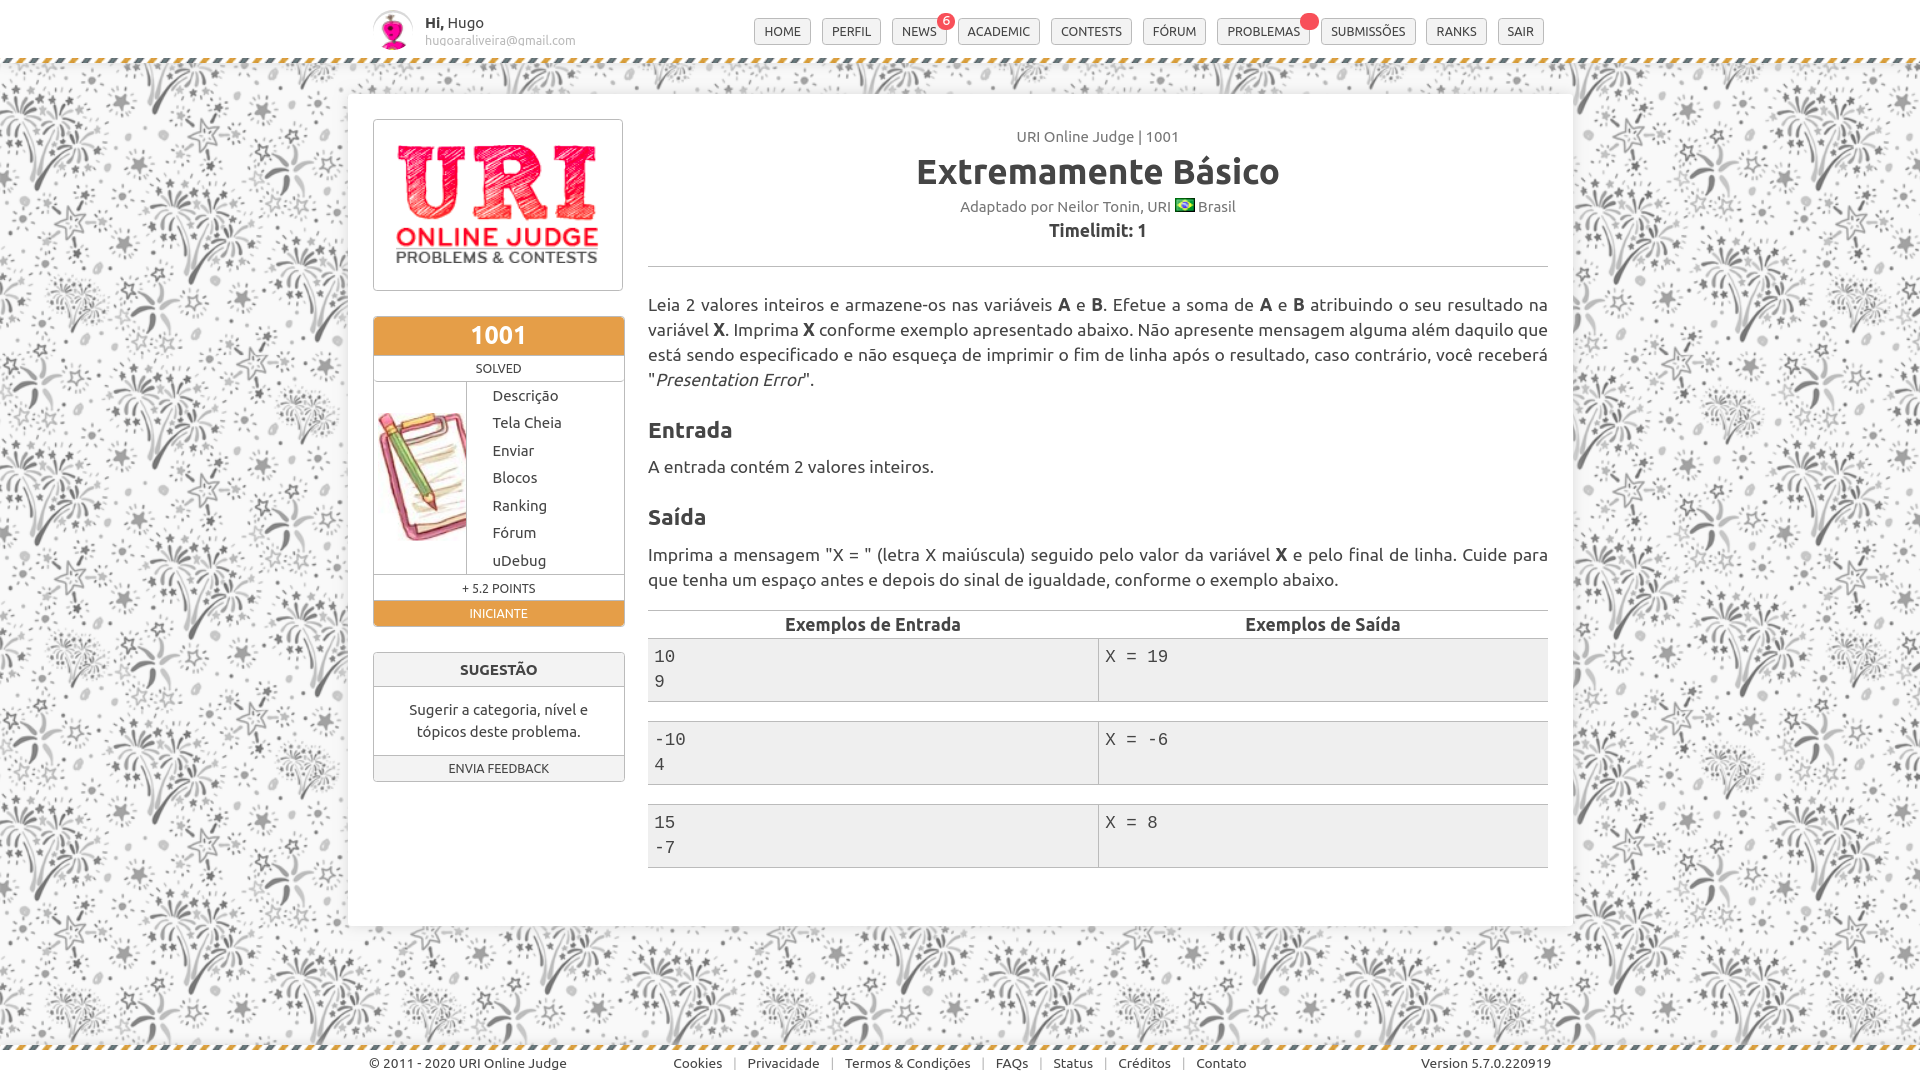 Hi, Hugo
hugoaraliveira@gmail.com
HOME
PERFIL
NEWS
6
ACADEMIC
CONTESTS
FÓRUM
PROBLEMAS
SUBMISSÕES
RANKS
SAIR
URI
ONLINE JUDGE
PROBLEMS & CONTESTS
1001
SOLVED
Descrição
Tela Cheia
Enviar
Blocos
Ranking
Fórum
uDebug
+ 5.2 POINTS
INICIANTE
SUGESTÃO
Sugerir a categoria, nível e
tópicos deste problema.
ENVIA FEEDBACK
URI Online Judge | 1001
Extremamente Básico
Adaptado por Neilor Tonin, URI Brasil
Timelimit: 1
Leia 2 valores inteiros e armazene-os nas variáveis A e B. Efetue a soma de A e B atribuindo o seu resultado na
variável X. Imprima X conforme exemplo apresentado abaixo. Não apresente mensagem alguma além daquilo que
está sendo especificado e não esqueça de imprimir o fim de linha após o resultado, caso contrário, você receberá
"Presentation Error".
Entrada
A entrada contém 2 valores inteiros.
Saída
Imprima a mensagem "X = " (letra X maiúscula) seguido pelo valor da variável X e pelo final de linha. Cuide para
que tenha um espaço antes e depois do sinal de igualdade, conforme o exemplo abaixo.
Exemplos de Entrada
Exemplos de Saída
10
9
X = 19
-10
4
X = -6
15
-7
X = 8
© 2011 - 2020 URI Online Judge
Cookies | Privacidade | Termos & Condições | FAQs | Status | Créditos | Contato
Version 5.7.0.220919